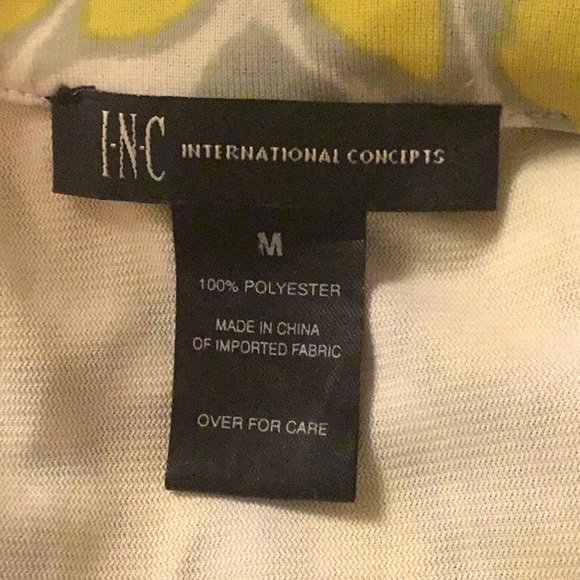 I·N·C INTERNATIONAL CONCEPTS
M
100% POLYESTER
MADE IN CHINA
OF IMPORTED FABRIC
OVER FOR CARE